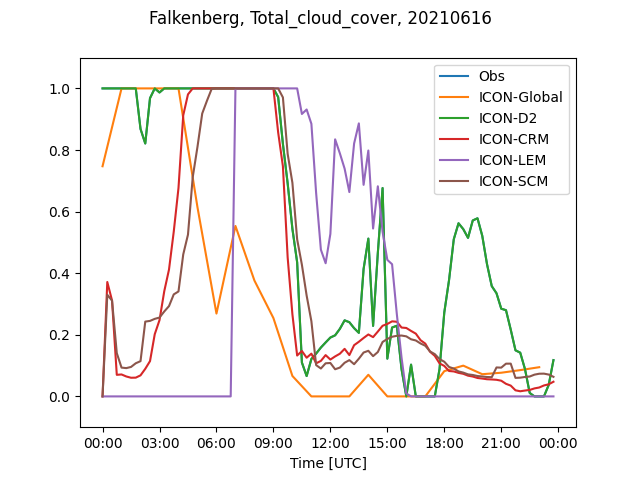 Falkenberg, Total_cloud_cover, 20210616
Obs
ICON-Global
ICON-D2
ICON-CRM
ICON-LEM
ICON-SCM
1.0
0.8
0.6
0.4
0.2
0.0
00:00 03:00 06:00 09:00 12:00 15:00 18:00 21:00 00:00
Time [UTC]